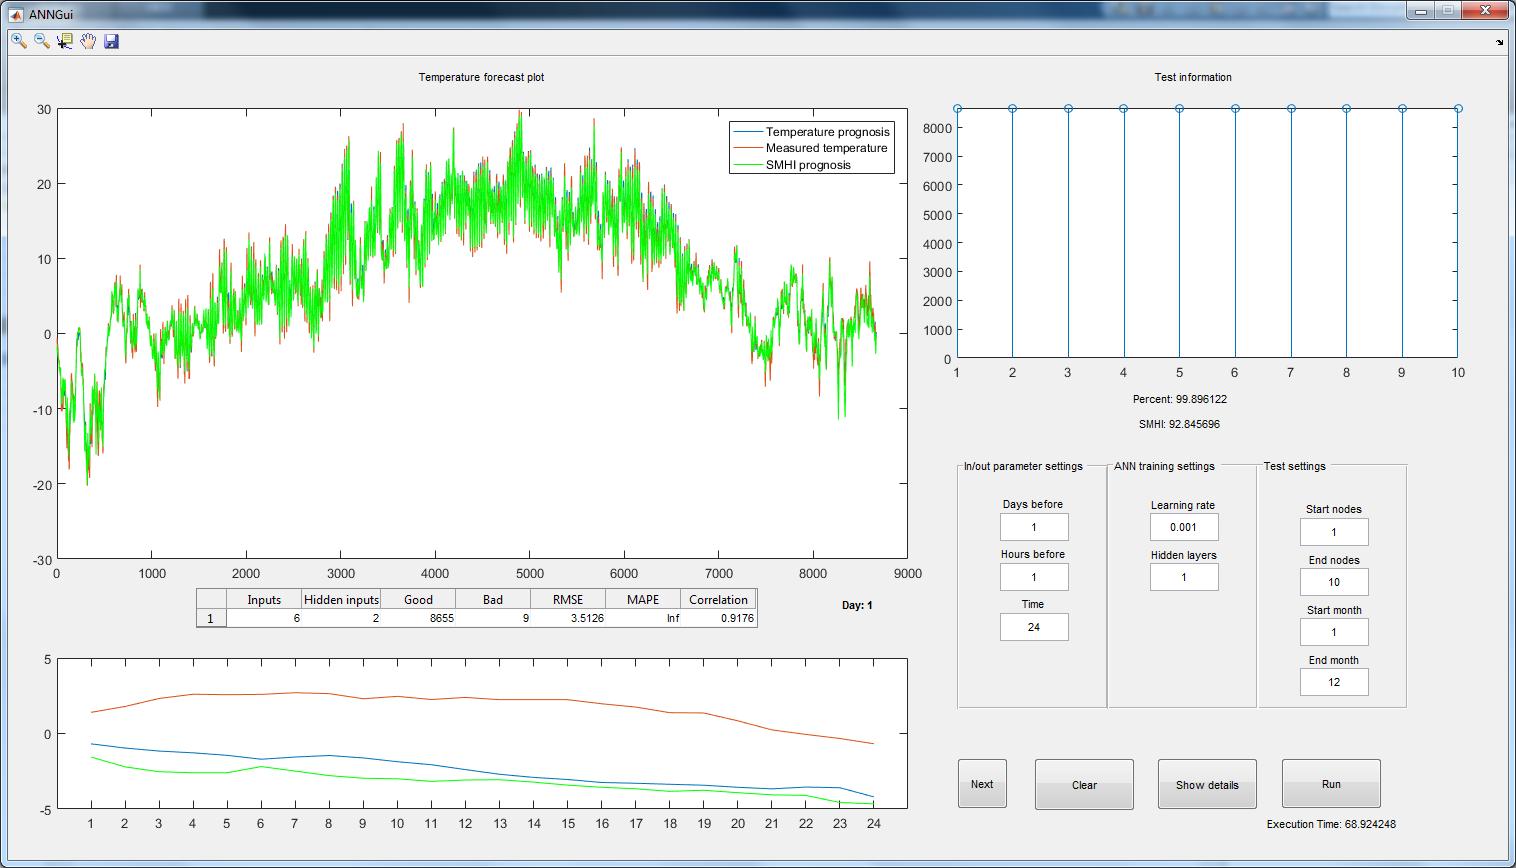 ANNGui
Temperature forecast plot
30
20
10
0
-10
-20
-30
0 1000 2000 3000 4000 5000 6000 7000 8000 9000
Temperature prognosis
Measured temperature
SMHI prognosis
Inputs Hidden inputs Good Bad RMSE MAPE Correlation
1 6 2 8655 9 3.5126 Inf 0.9176
Day: 1
5
0
-5
1 2 3 4 5 6 7 8 9 10 11 12 13 14 15 16 17 18 19 20 21 22 23 24
Test information
8000
7000
6000
5000
4000
3000
2000
1000
0
1 2 3 4 5 6 7 8 9 10
Percent: 99.896122
SMHI: 92.845696
In/out parameter settings
Days before
1
Hours before
1
Time
24
ANN training settings
Learning rate
0.001
Hidden layers
1
Test settings
Start nodes
1
End nodes
10
Start month
1
End month
12
Next
Clear
Show details
Run
Execution Time: 68.924248